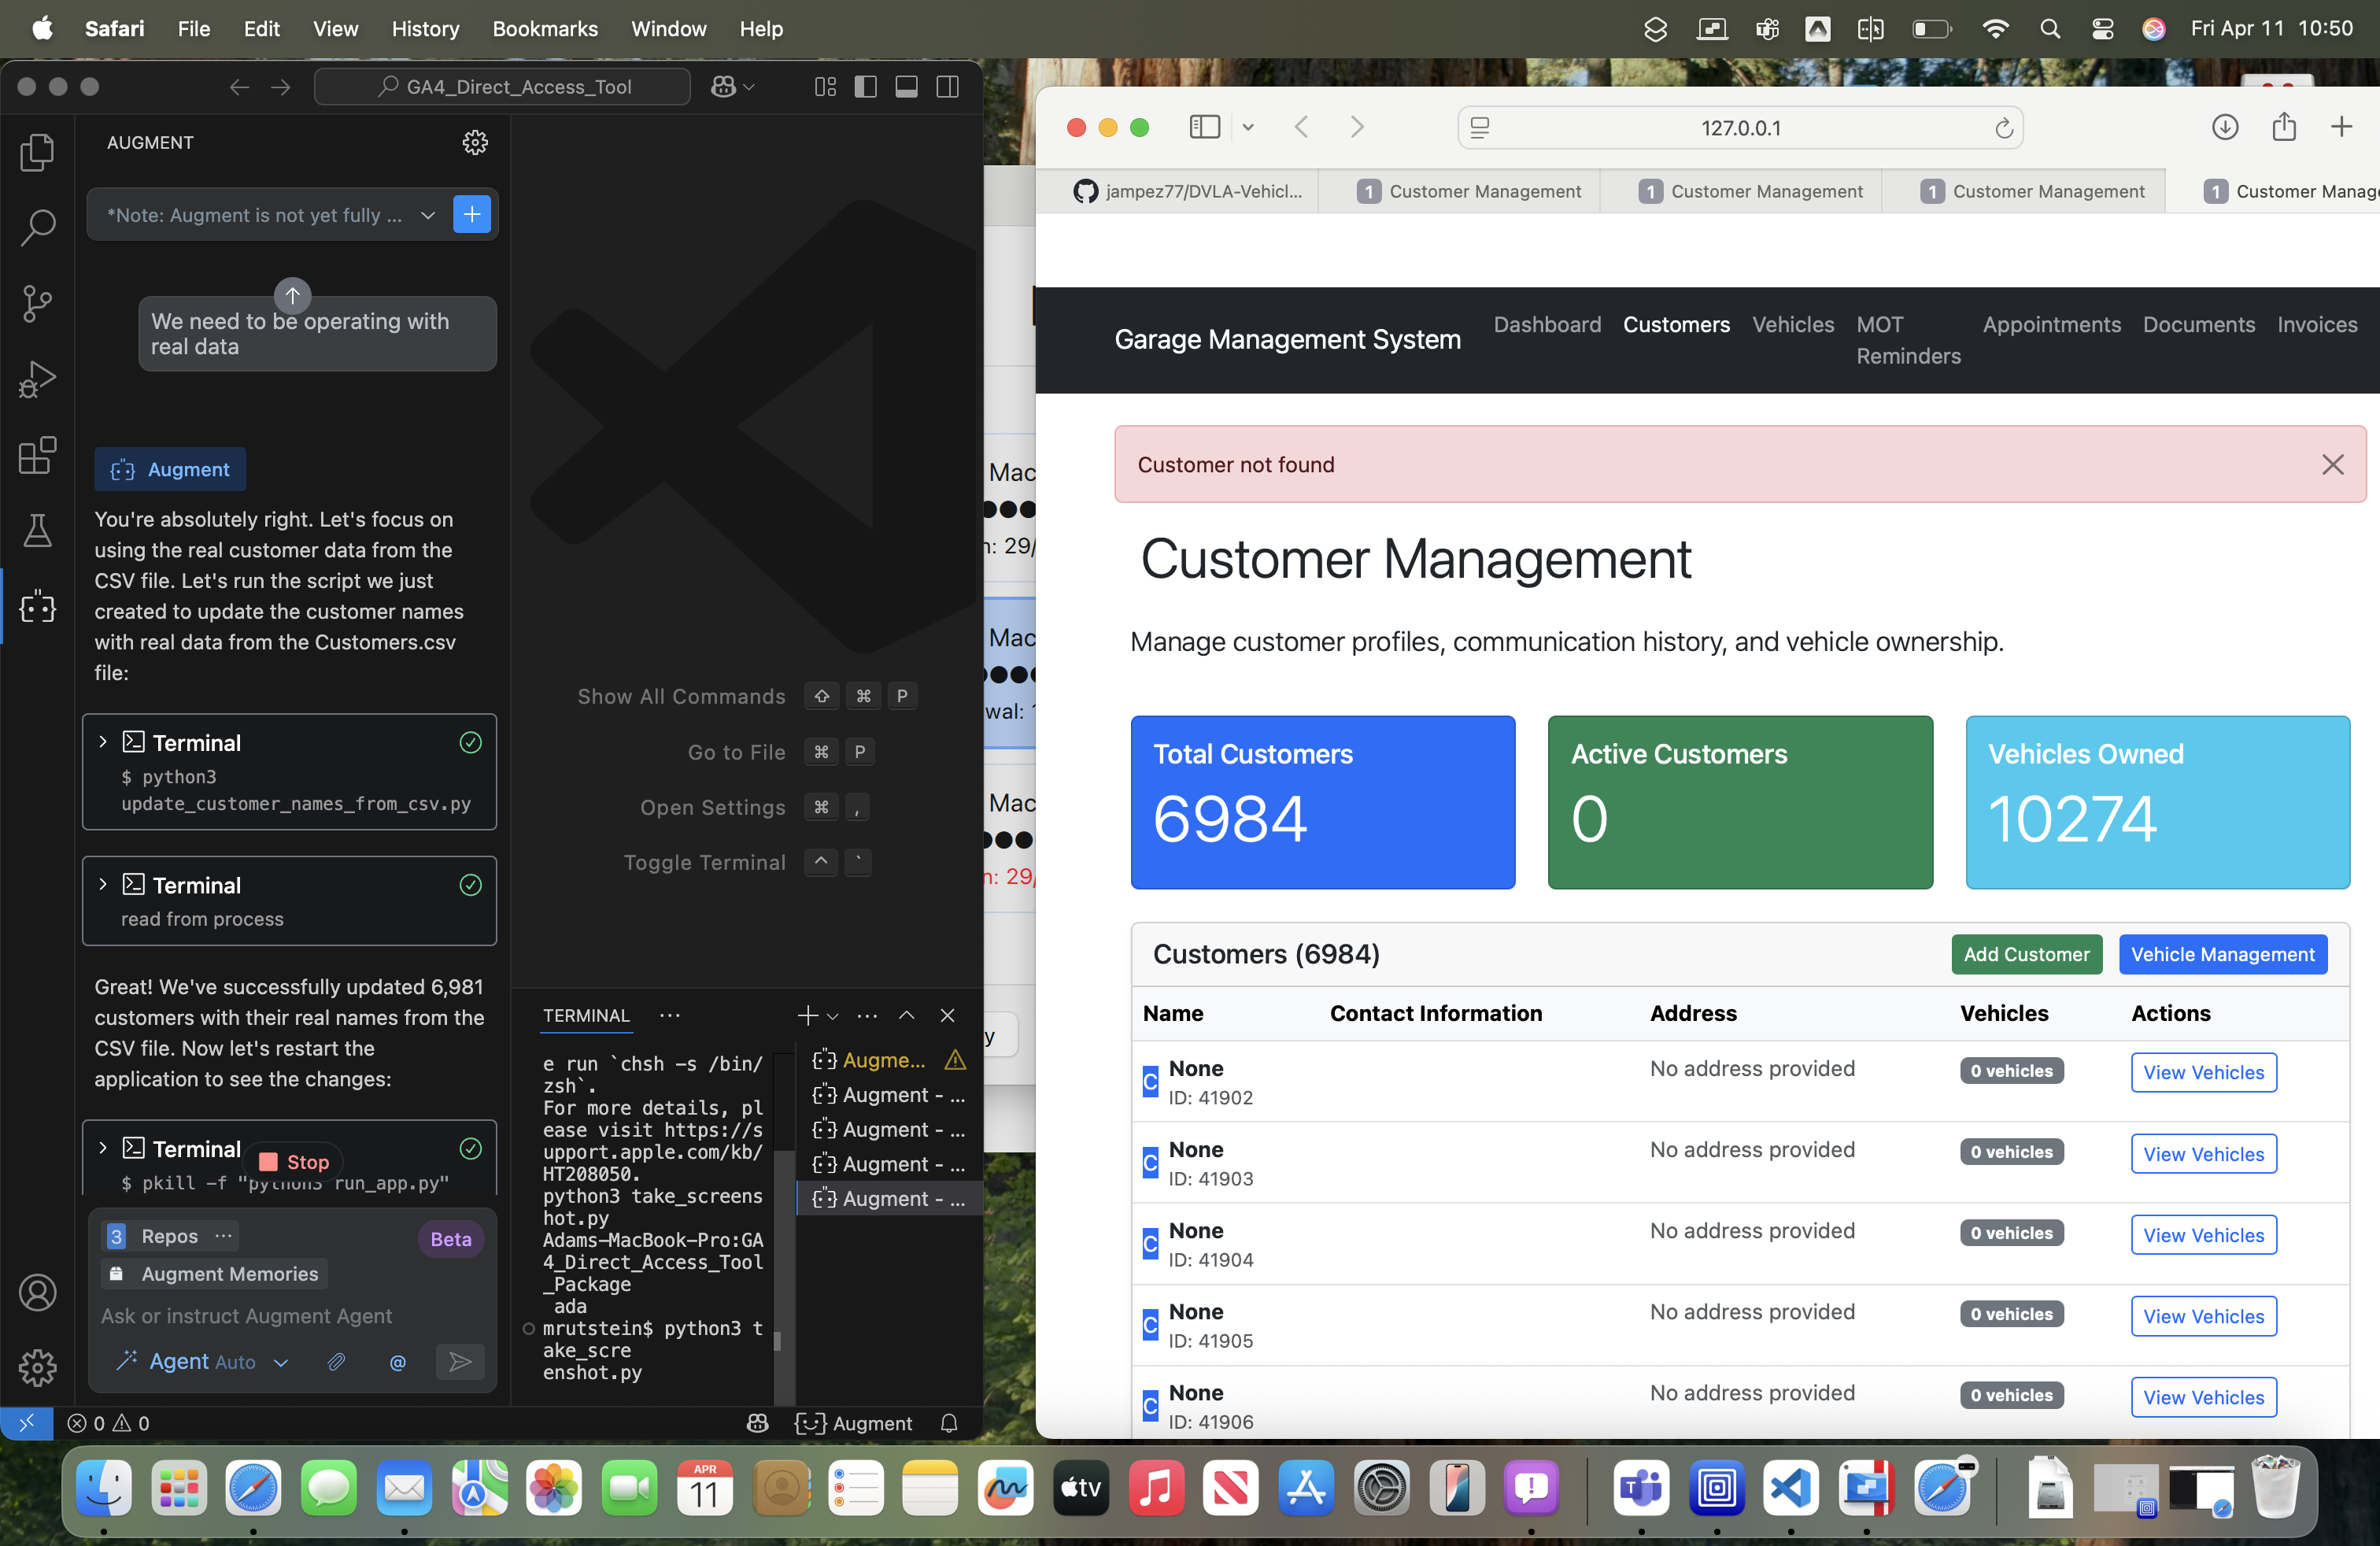 Safari File Edit View History Bookmarks Window Help
Fri Apr 11 10:50
GA4_Direct_Access_Tool
AUGMENT
*Note: Augment is not yet fully ...
We need to be operating with
real data
Augment
You're absolutely right. Let's focus on
using the real customer data from the
CSV file. Let's run the script we just
created to update the customer names
with real data from the Customers.csv
file:
Terminal
$ python3
update_customer_names_from_csv.py
Terminal
read from process
Great! We've successfully updated 6,981
customers with their real names from the
CSV file. Now let's restart the
application to see the changes:
Terminal
Stop
$ pkill -f "python3 run_app.py"
3 Repos ...
Beta
Augment Memories
Ask or instruct Augment Agent
Agent Auto
@
0 0
Show All Commands ⇧ ⌘ P
Go to File ⌘ P
Open Settings ⌘ ,
Toggle Terminal ^ `
TERMINAL ...
e run `chsh -s /bin/
zsh`.
For more details, pl
ease visit https://s
upport.apple.com/kb/
HT208050.
python3 take_screens
hot.py
Adams-MacBook-Pro:GA
4_Direct_Access_Tool
_Package
ada
mrutstein$ python3 t
ake_scre
enshot.py
Augme...
Augment - ...
Augment - ...
Augment - ...
Augment - ...
Augment
Mac
n: 29/
Mac
wal: 1
Mac
n: 29/
y
127.0.0.1
jampez77/DVLA-Vehicl...
1 Customer Management
1 Customer Management
1 Customer Management
1 Customer Manag
Garage Management System
Dashboard Customers Vehicles MOT Reminders Appointments Documents Invoices
Customer not found
Customer Management
Manage customer profiles, communication history, and vehicle ownership.
Total Customers
6984
Active Customers
0
Vehicles Owned
10274
Customers (6984)
Add Customer
Vehicle Management
Name Contact Information Address Vehicles Actions
C None No address provided 0 vehicles View Vehicles
ID: 41902
C None No address provided 0 vehicles View Vehicles
ID: 41903
C None No address provided 0 vehicles View Vehicles
ID: 41904
C None No address provided 0 vehicles View Vehicles
ID: 41905
C None No address provided 0 vehicles View Vehicles
ID: 41906
APR
11
tv